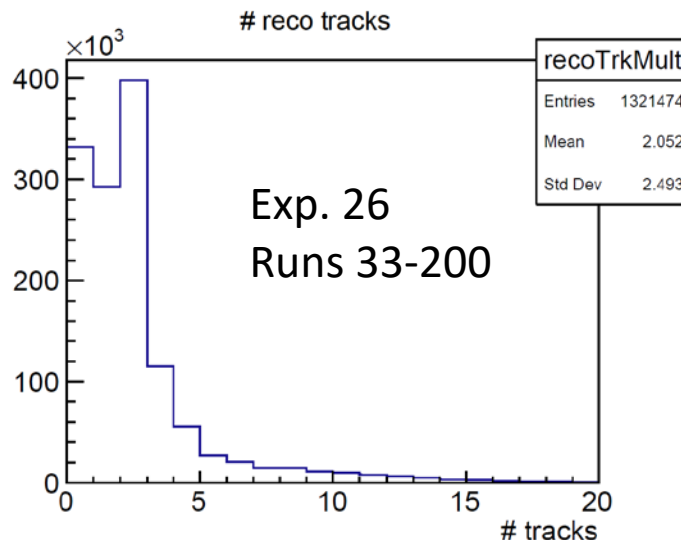 # reco tracks
×10³
recoTrkMult
Entries 1321474
Mean 2.052
Std Dev 2.493
400
300
200
100
0
Exp. 26
Runs 33-200
0 5 10 15 20
# tracks